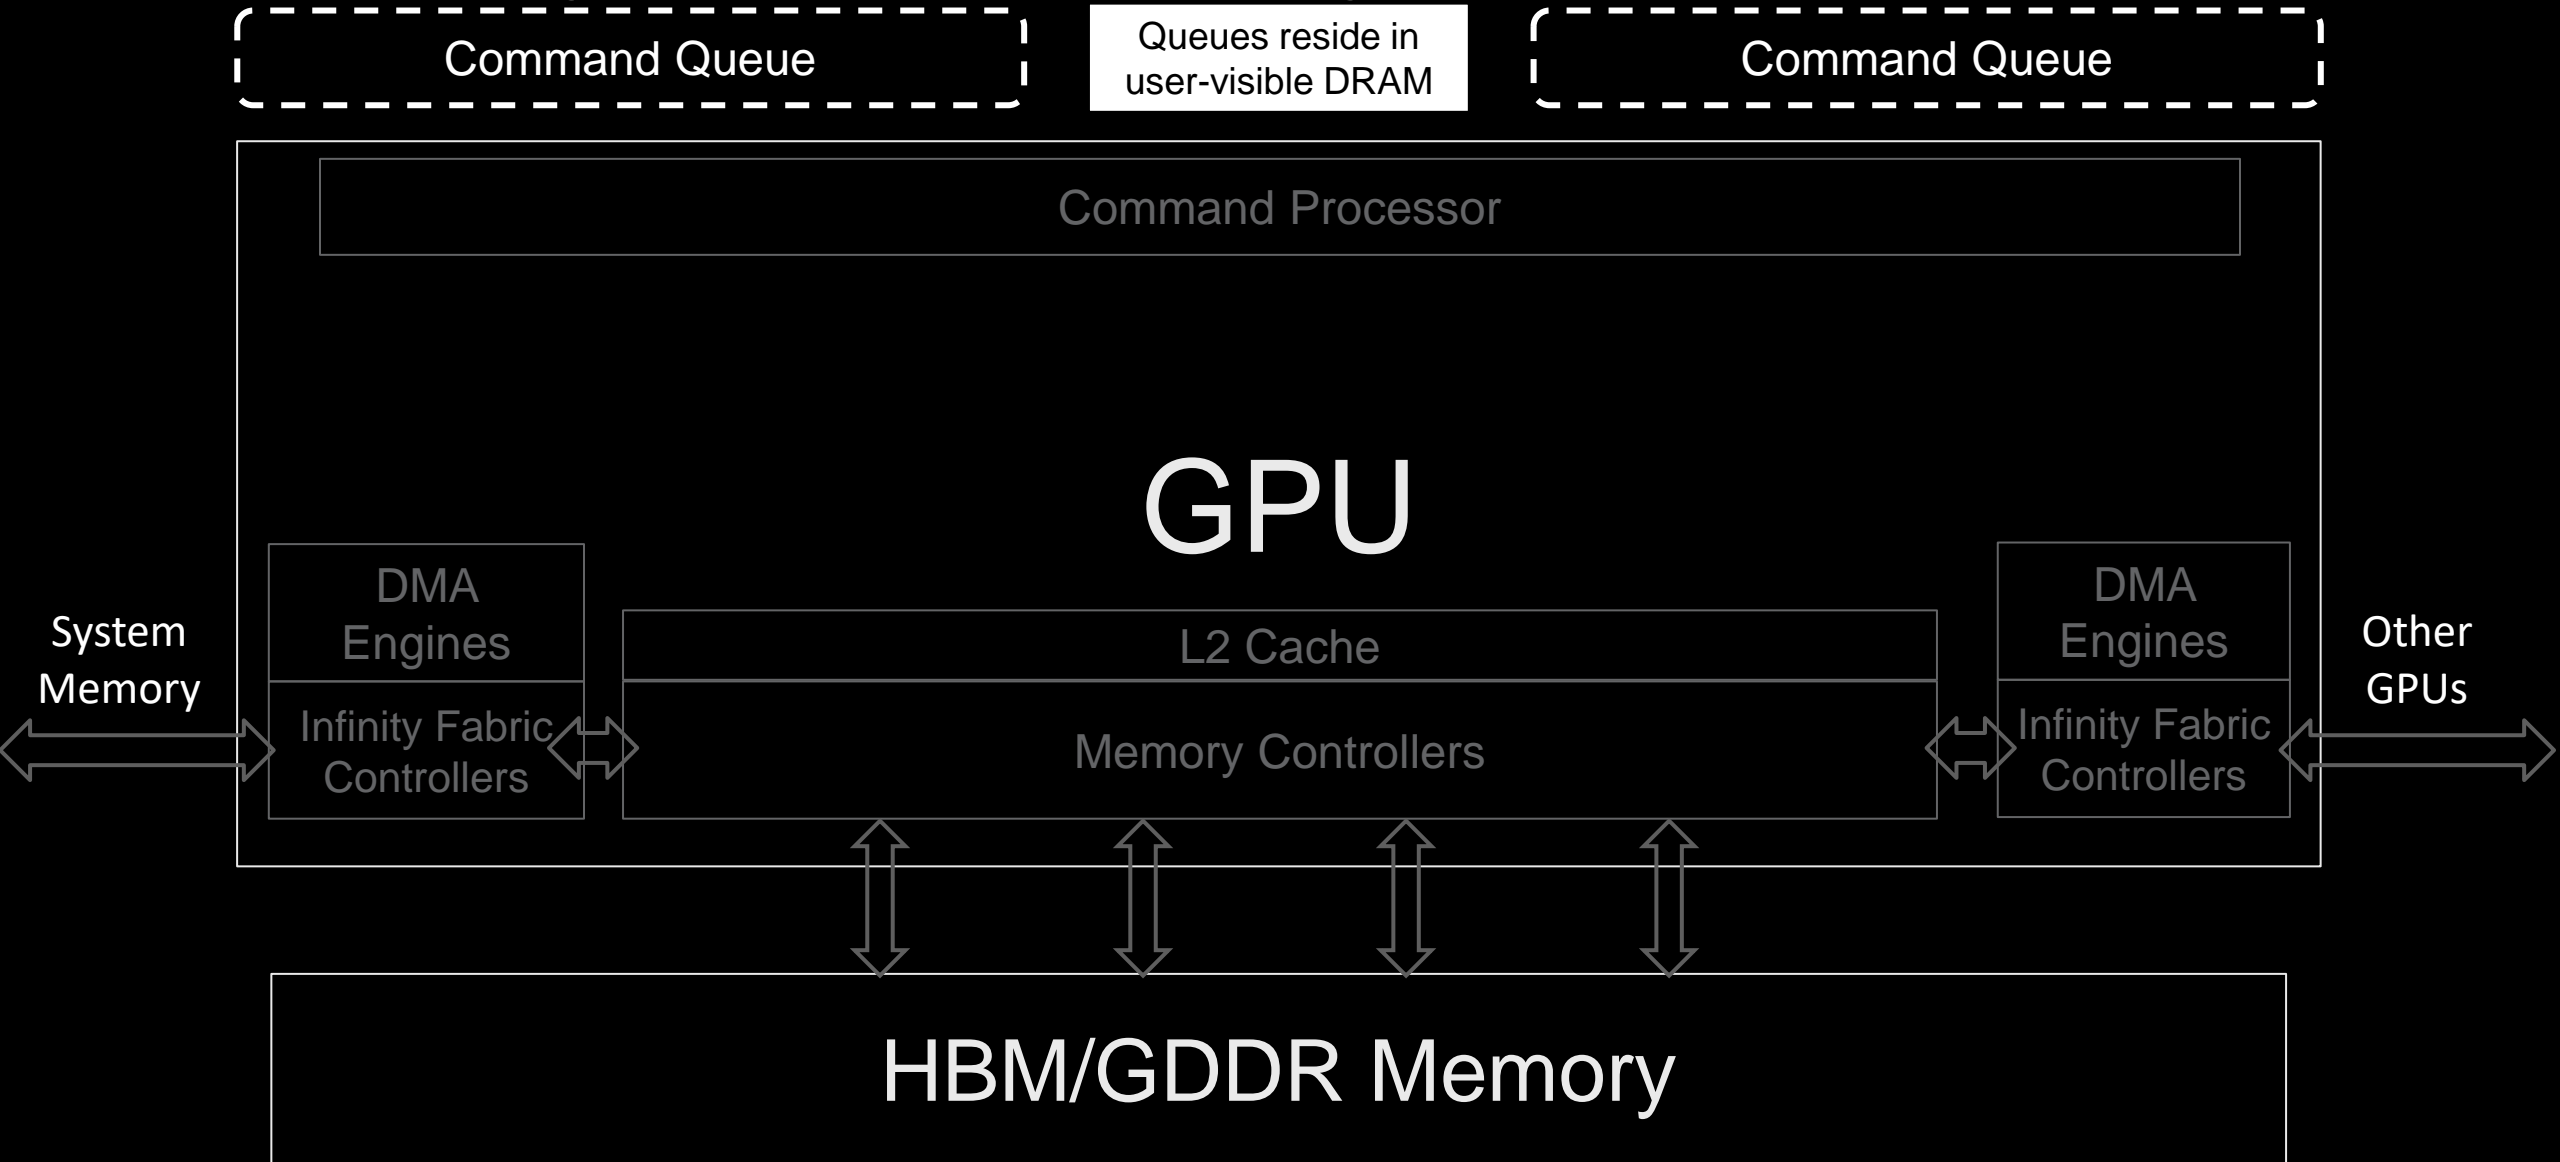 Command Queue
Queues reside in
user-visible DRAM
Command Queue
Command Processor
GPU
DMA
Engines
DMA
Engines
System
Memory
L2 Cache
Other
GPUs
Infinity Fabric
Controllers
Memory Controllers
Infinity Fabric
Controllers
HBM/GDDR Memory